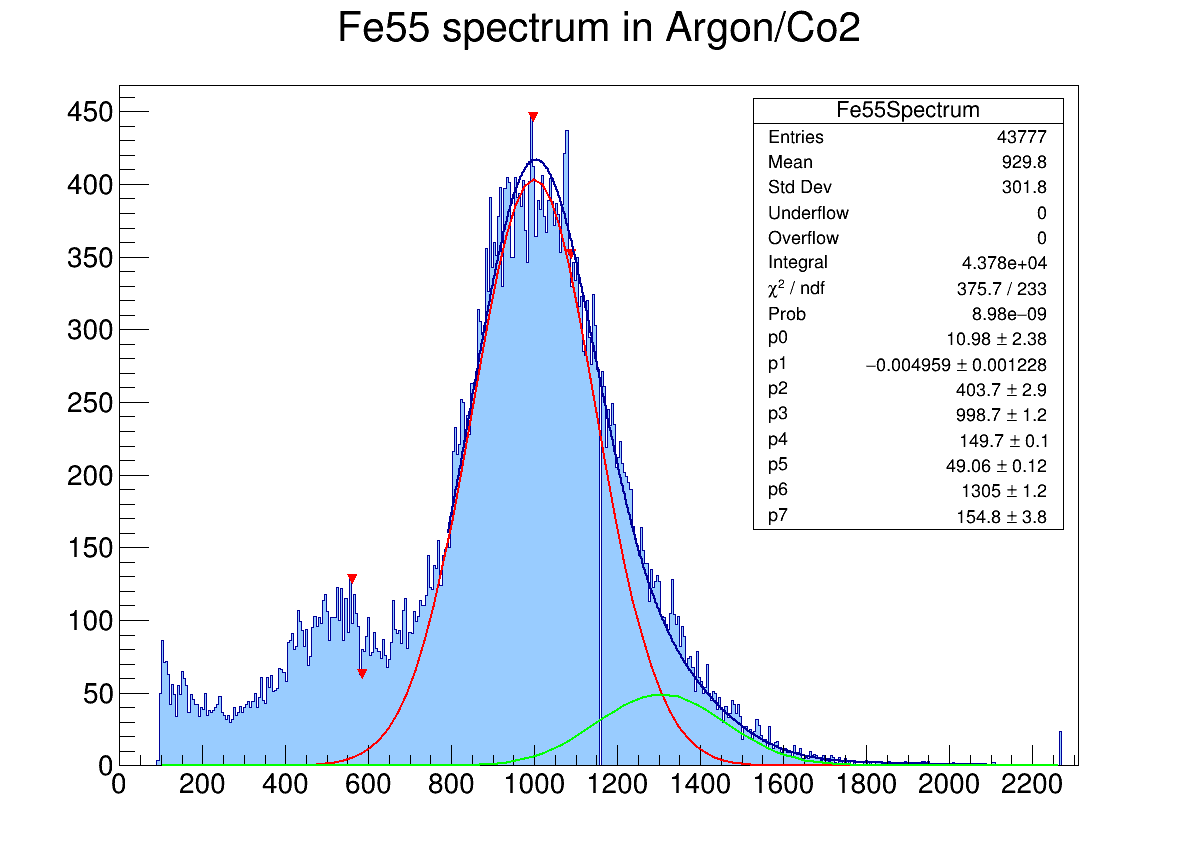 Fe55 spectrum in Argon/Co2
Fe55Spectrum
Entries 43777
Mean 929.8
Std Dev 301.8
Underflow 0
Overflow 0
Integral 4.378e+04
χ² / ndf 375.7 / 233
Prob 8.98e−09
p0 10.98 ± 2.38
p1 −0.004959 ± 0.001228
p2 403.7 ± 2.9
p3 998.7 ± 1.2
p4 149.7 ± 0.1
p5 49.06 ± 0.12
p6 1305 ± 1.2
p7 154.8 ± 3.8
450
400
350
300
250
200
150
100
50
0
0 200 400 600 800 1000 1200 1400 1600 1800 2000 2200